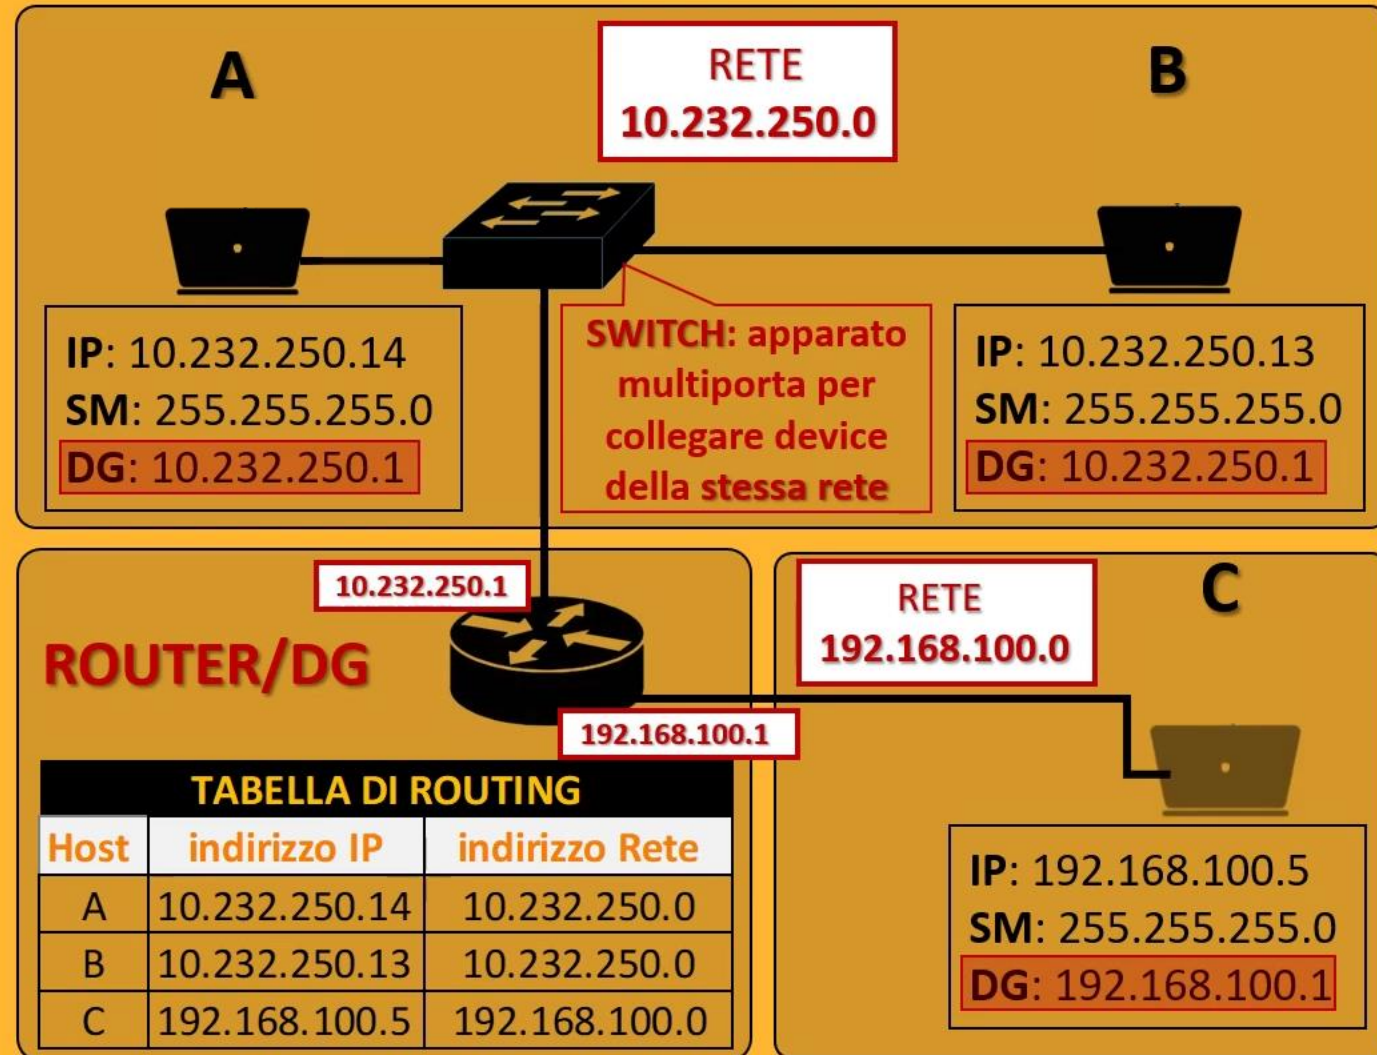 A
RETE
10.232.250.0
B
IP: 10.232.250.14
SM: 255.255.255.0
DG: 10.232.250.1
SWITCH: apparato
multiporta per
collegare device
della stessa rete
IP: 10.232.250.13
SM: 255.255.255.0
DG: 10.232.250.1
10.232.250.1
ROUTER/DG
192.168.100.1
RETE
192.168.100.0
C
TABELLA DI ROUTING
Host indirizzo IP indirizzo Rete
A 10.232.250.14 10.232.250.0
B 10.232.250.13 10.232.250.0
C 192.168.100.5 192.168.100.0
IP: 192.168.100.5
SM: 255.255.255.0
DG: 192.168.100.1